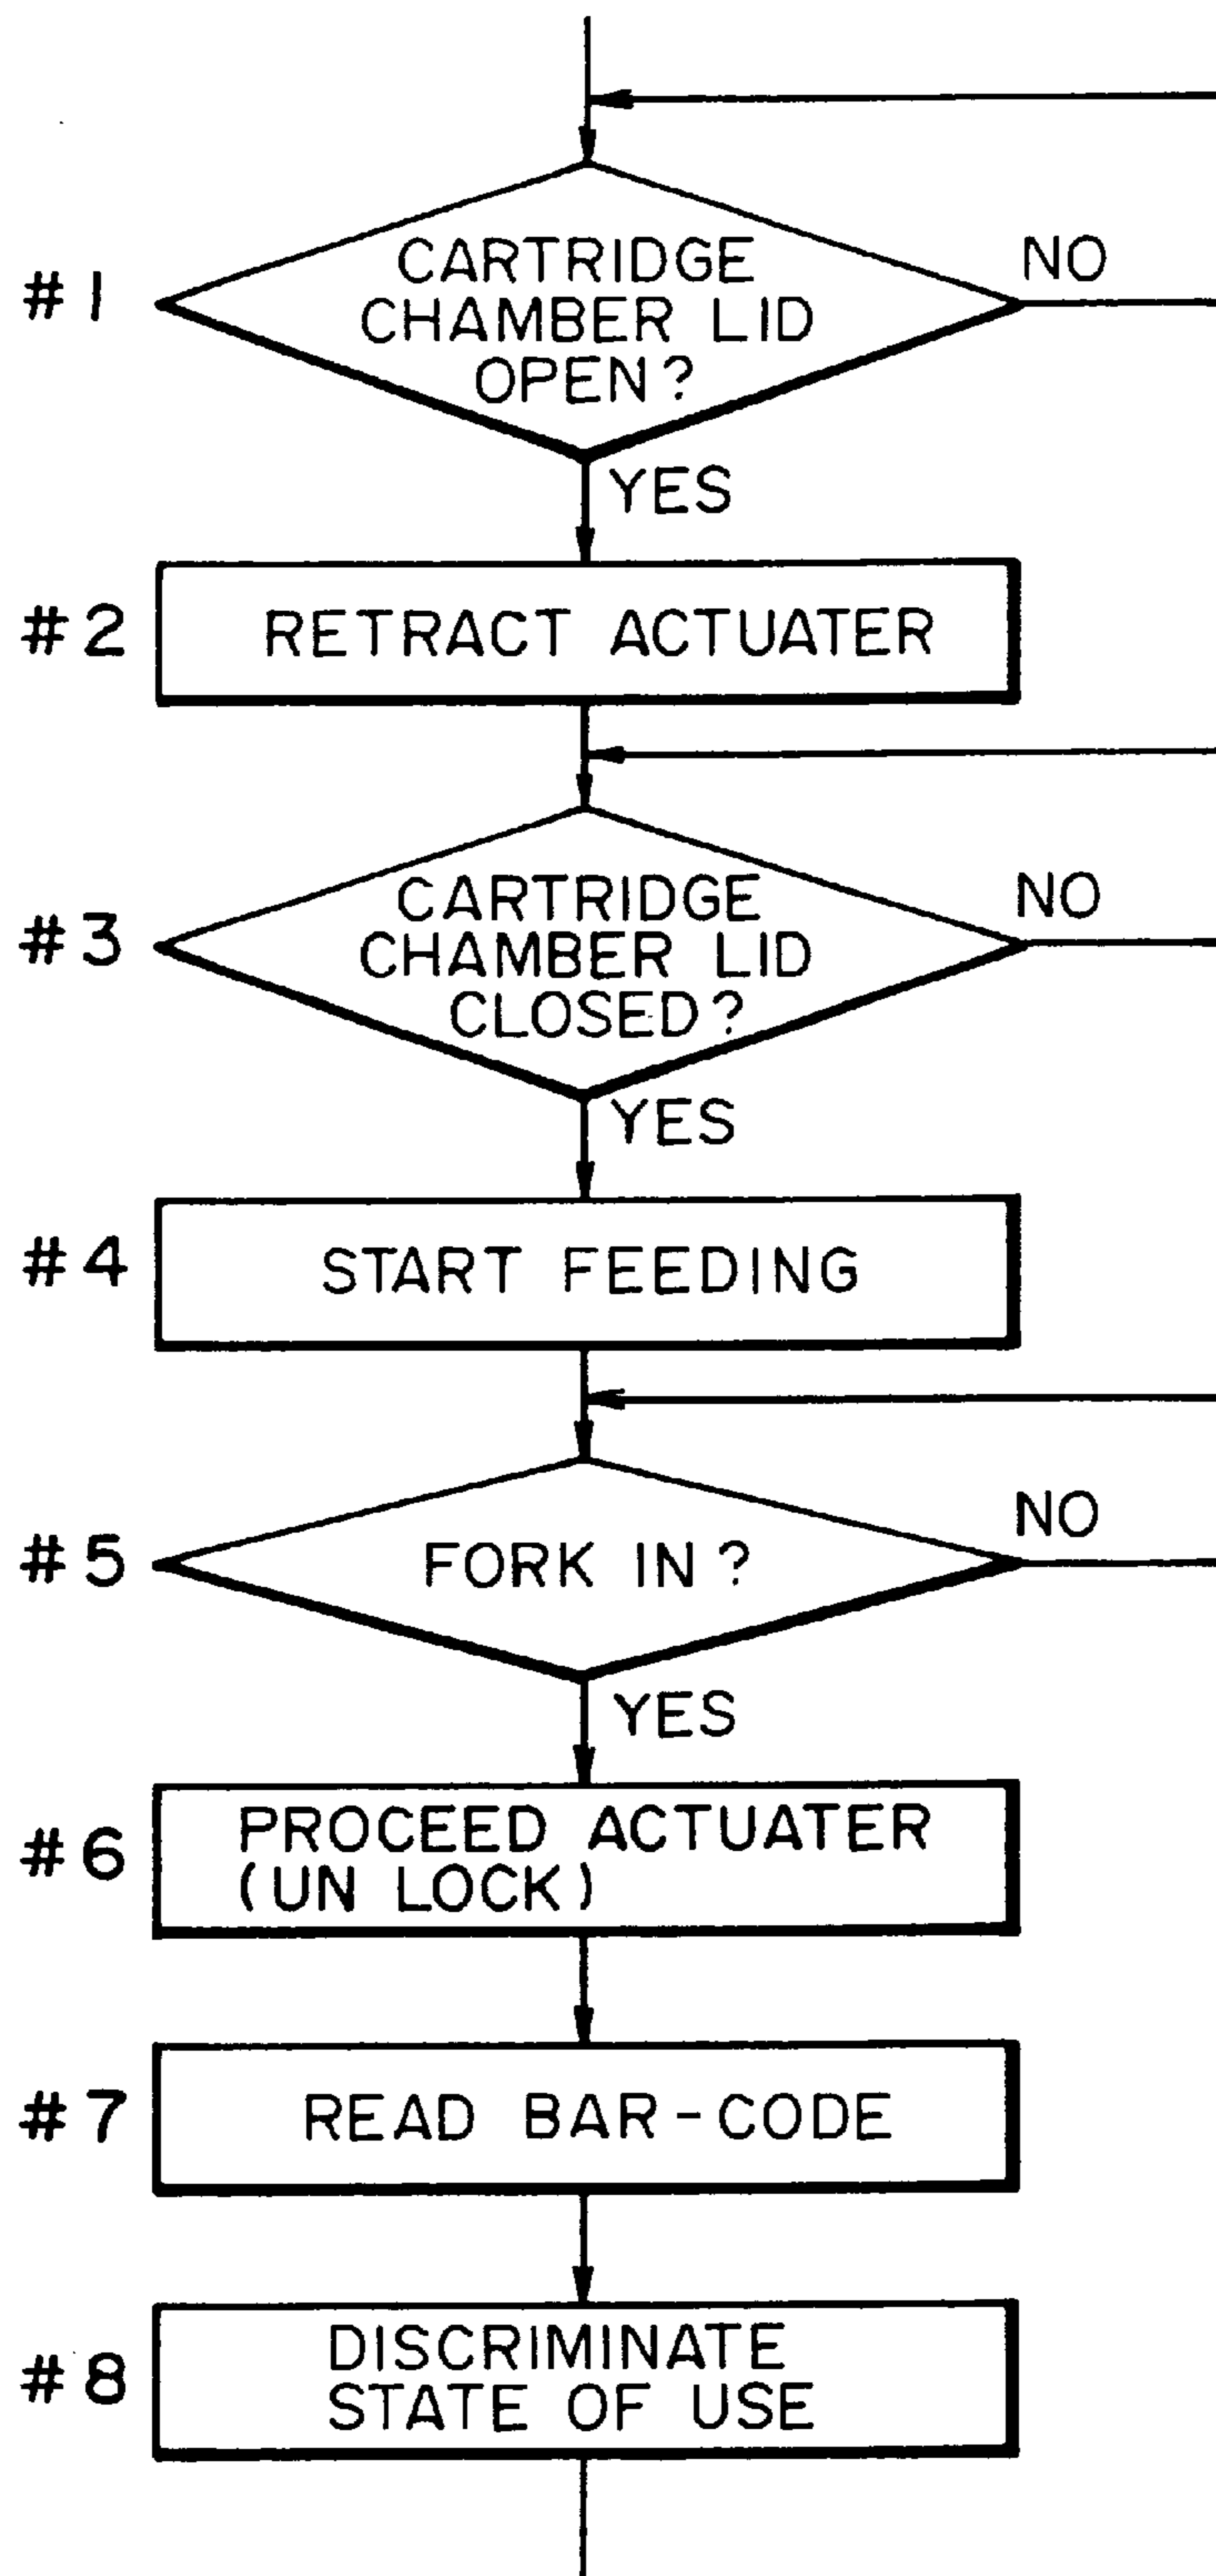 #1
CARTRIDGE
CHAMBER LID
OPEN?
NO
YES
#2
RETRACT ACTUATER
#3
CARTRIDGE
CHAMBER LID
CLOSED?
NO
YES
#4
START FEEDING
#5
FORK IN?
NO
YES
#6
PROCEED ACTUATER
(UN LOCK)
#7
READ BAR-CODE
#8
DISCRIMINATE
STATE OF USE